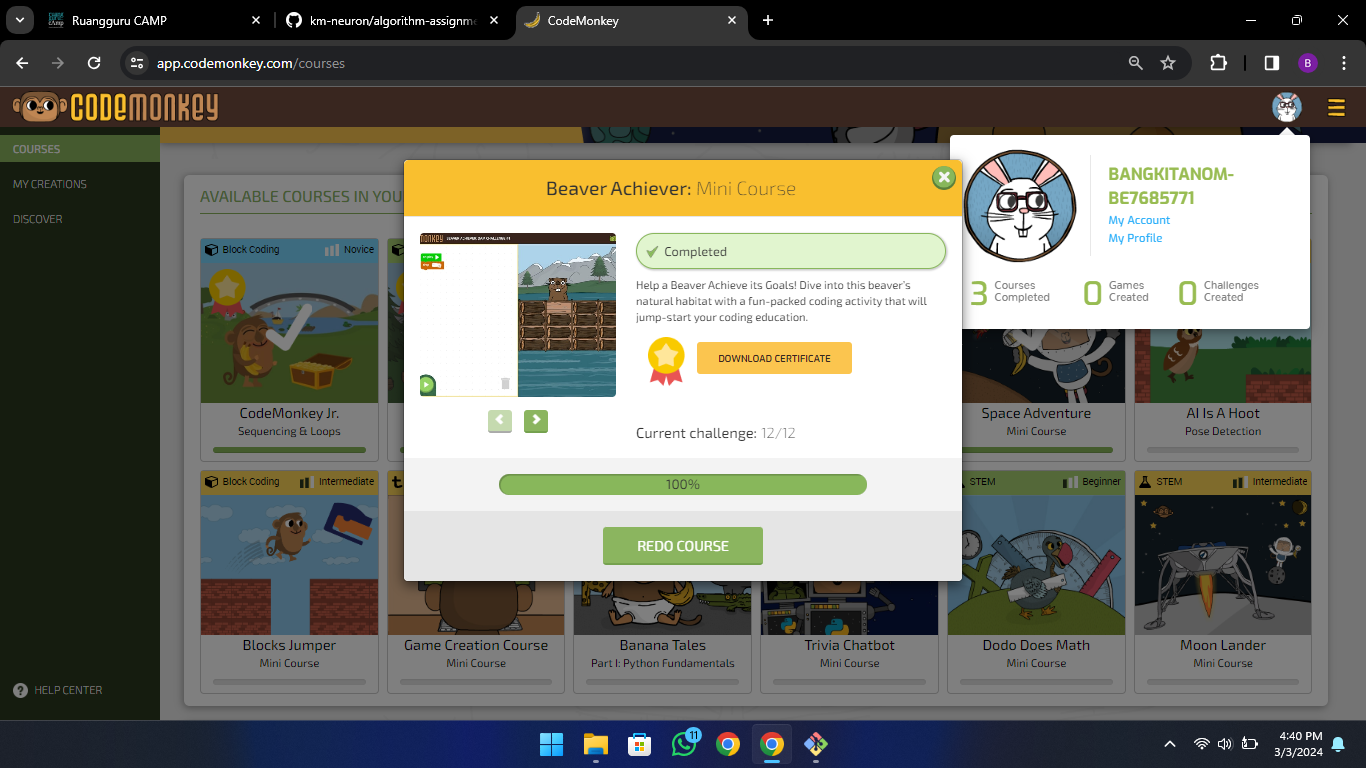 Ruangguru CAMP
km-neuron/algorithm-assignme
CodeMonkey
app.codemonkey.com/courses
B
CODEMONKEY
COURSES
MY CREATIONS
DISCOVER
HELP CENTER
AVAILABLE COURSES IN YOU
Block Coding
Novice
CodeMonkey Jr.
Sequencing & Loops
Space Adventure
Mini Course
AI Is A Hoot
Pose Detection
Block Coding
Intermediate
Blocks Jumper
Mini Course
Game Creation Course
Mini Course
Banana Tales
Part I: Python Fundamentals
Trivia Chatbot
Mini Course
STEM
Beginner
Dodo Does Math
Mini Course
STEM
Intermediate
Moon Lander
Mini Course
Beaver Achiever: Mini Course
Completed
Help a Beaver Achieve its Goals! Dive into this beaver's
natural habitat with a fun-packed coding activity that will
jump-start your coding education.
DOWNLOAD CERTIFICATE
Current challenge: 12/12
100%
REDO COURSE
BANGKITANOM-
BE7685771
My Account
My Profile
3 Courses
Completed
0 Games
Created
0 Challenges
Created
11
4:40 PM
3/3/2024